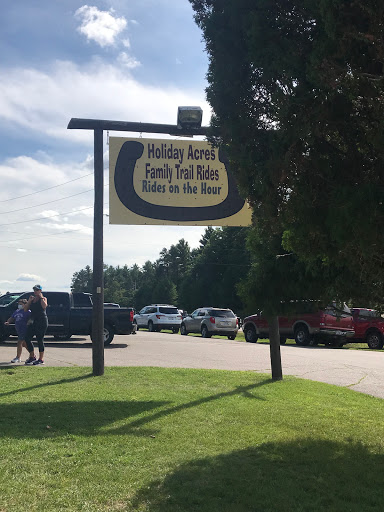 Holiday Acres
Family Trail Rides
Rides on the Hour